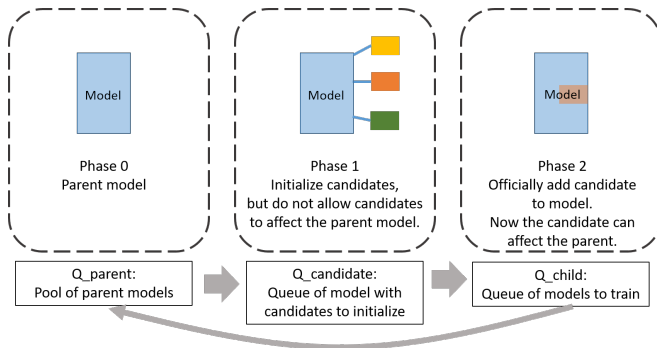 Model
Phase 0
Parent model
Model
Phase 1
Initialize candidates,
but do not allow candidates
to affect the parent model.
Model
Phase 2
Officially add candidate
to model.
Now the candidate can
affect the parent.
Q_parent:
Pool of parent models
Q_candidate:
Queue of model with
candidates to initialize
Q_child:
Queue of models to train